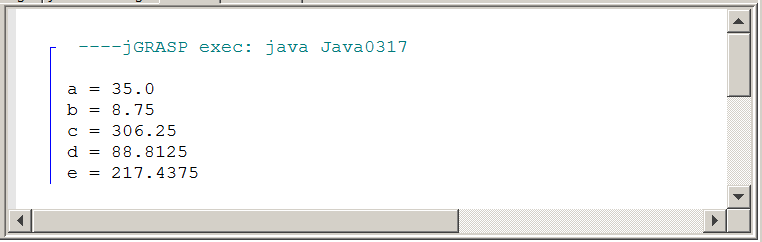 ----jGRASP exec: java Java0317
a = 35.0
b = 8.75
c = 306.25
d = 88.8125
e = 217.4375